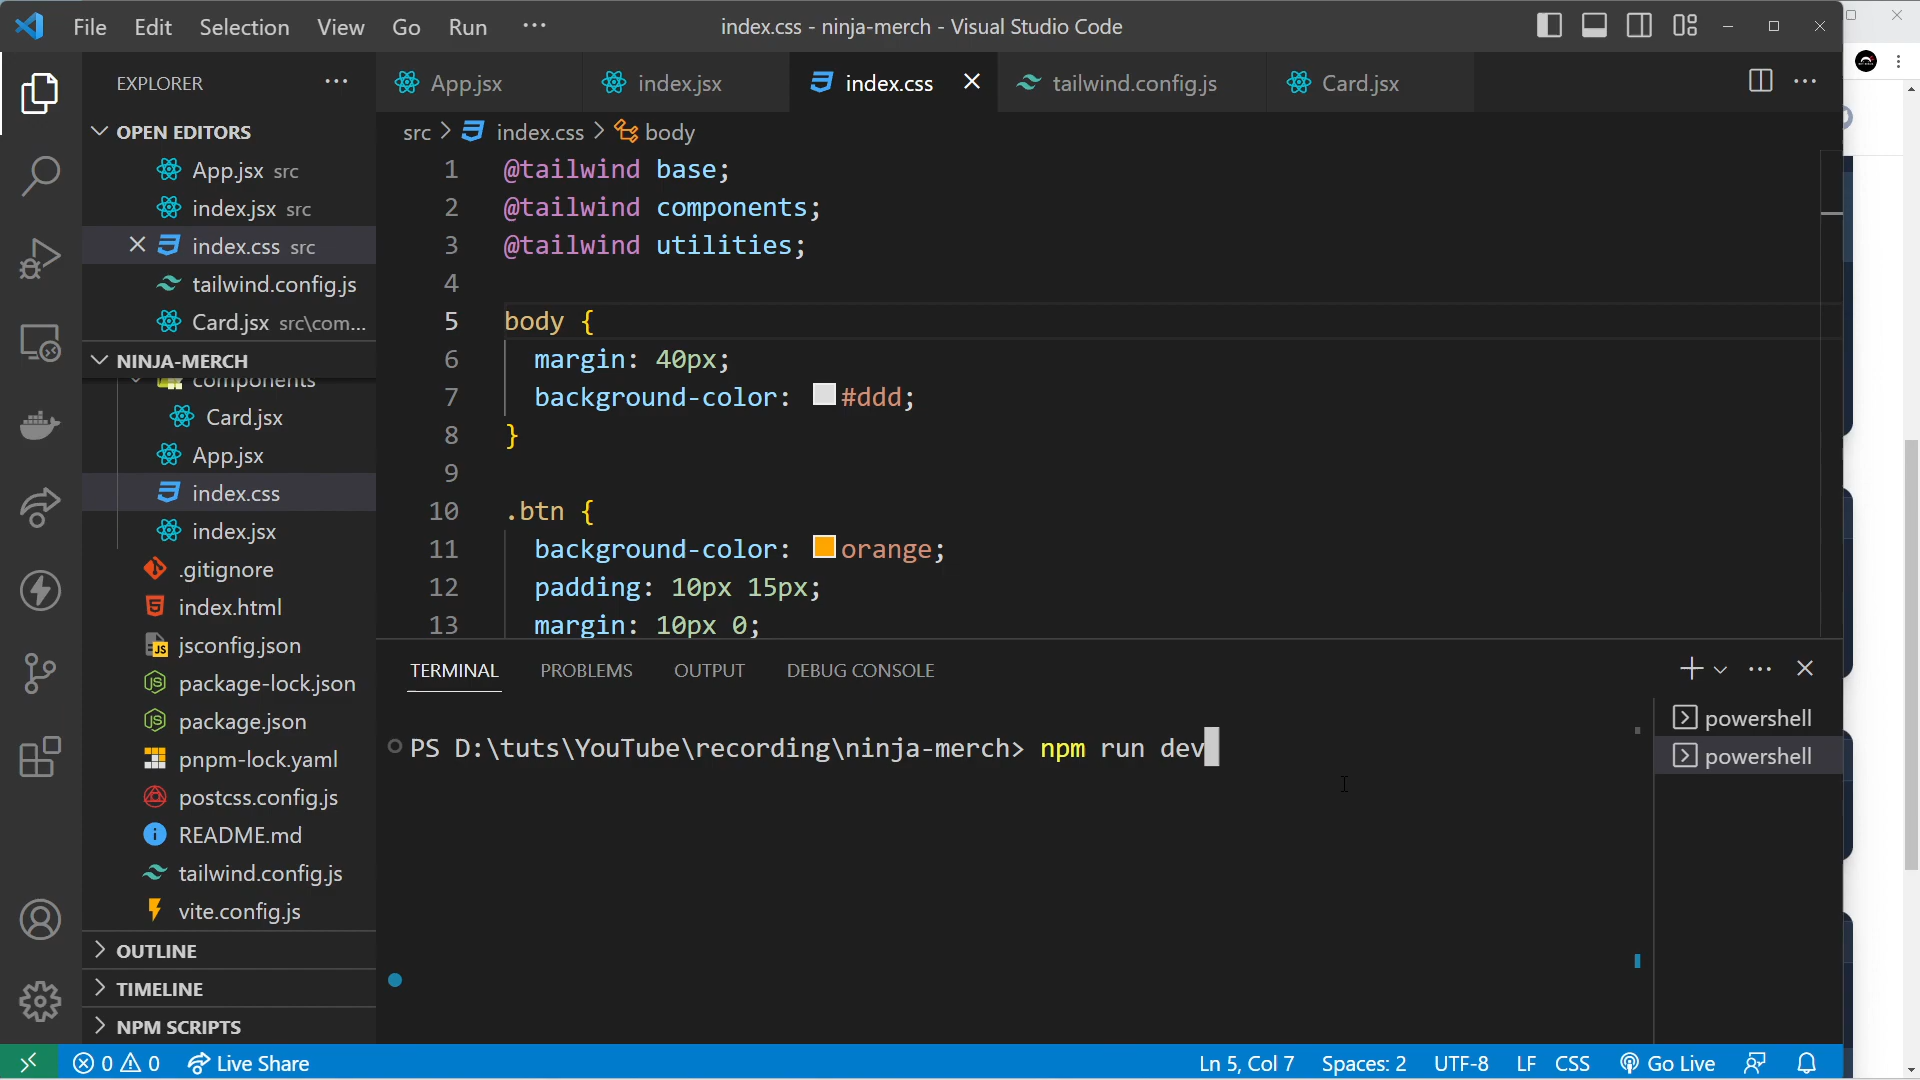 File Edit Selection View Go Run ...
index.css - ninja-merch - Visual Studio Code
EXPLORER
App.jsx
index.jsx
index.css
tailwind.config.js
Card.jsx
OPEN EDITORS
App.jsx src
index.jsx src
index.css src
tailwind.config.js
Card.jsx src\com...
NINJA-MERCH
components
Card.jsx
App.jsx
index.css
index.jsx
.gitignore
index.html
jsconfig.json
package-lock.json
package.json
pnpm-lock.yaml
postcss.config.js
README.md
tailwind.config.js
vite.config.js
OUTLINE
TIMELINE
NPM SCRIPTS
src > index.css > body
1 @tailwind base;
2 @tailwind components;
3 @tailwind utilities;
4
5 body {
6 margin: 40px;
7 background-color: #ddd;
8 }
9
10 .btn {
11 background-color: orange;
12 padding: 10px 15px;
13 margin: 10px 0;
TERMINAL PROBLEMS OUTPUT DEBUG CONSOLE
PS D:\tuts\YouTube\recording\ninja-merch> npm run dev
powershell
powershell
0 0 Live Share
Ln 5, Col 7 Spaces: 2 UTF-8 LF CSS Go Live